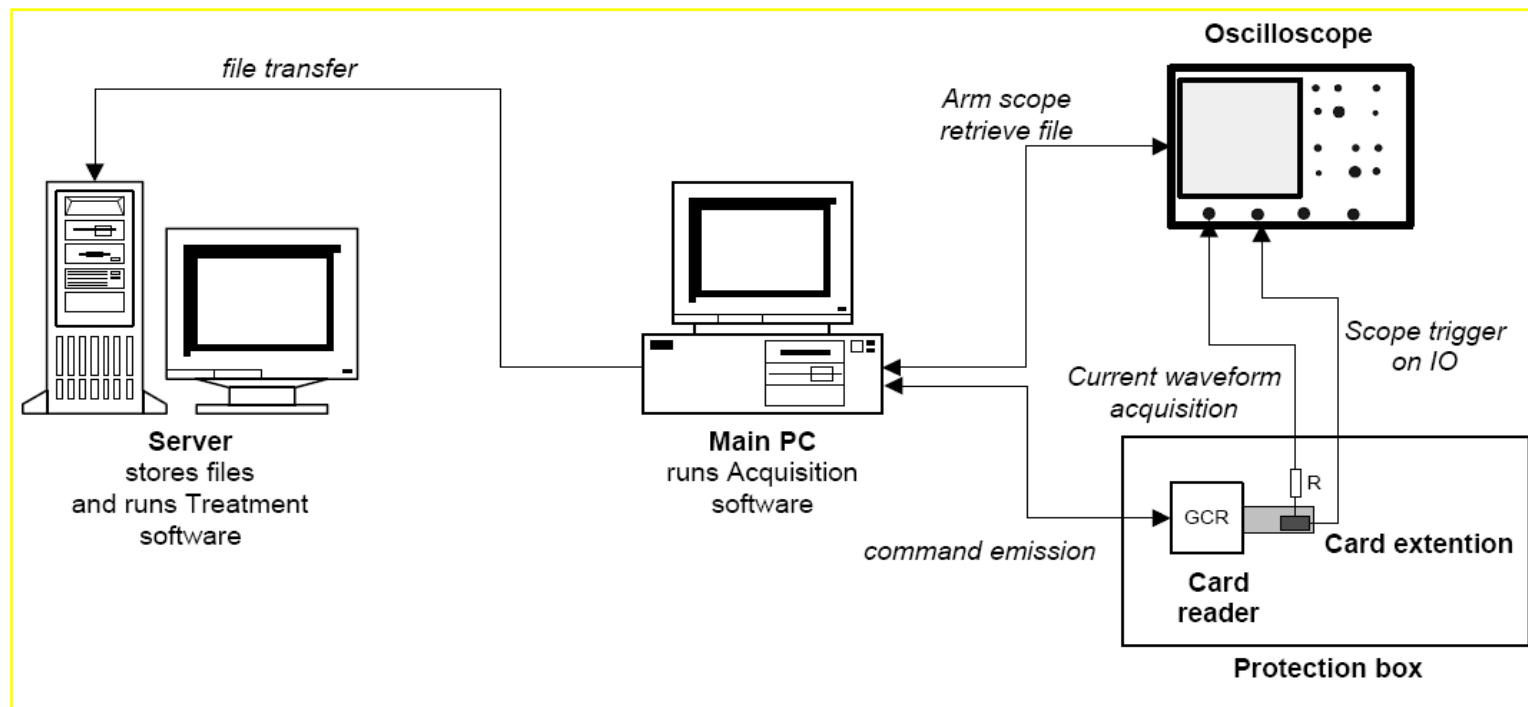 Oscilloscope
file transfer
Arm scope
retrieve file
Scope trigger
on IO
Current waveform
acquisition
Server
stores files
and runs Treatment
software
Main PC
runs Acquisition
software
R
GCR
command emission
Card extention
Card
reader
Protection box